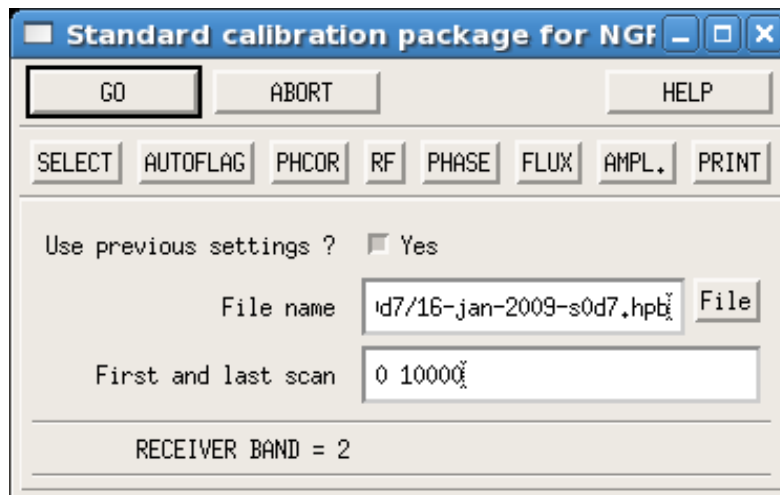 Standard calibration package for NGF
GO ABORT HELP
SELECT AUTOFLAG PHCOR RF PHASE FLUX AMPL. PRINT
Use previous settings ? Yes
File name d7/16-jan-2009-s0d7.hpb File
First and last scan 0 10000
RECEIVER BAND = 2